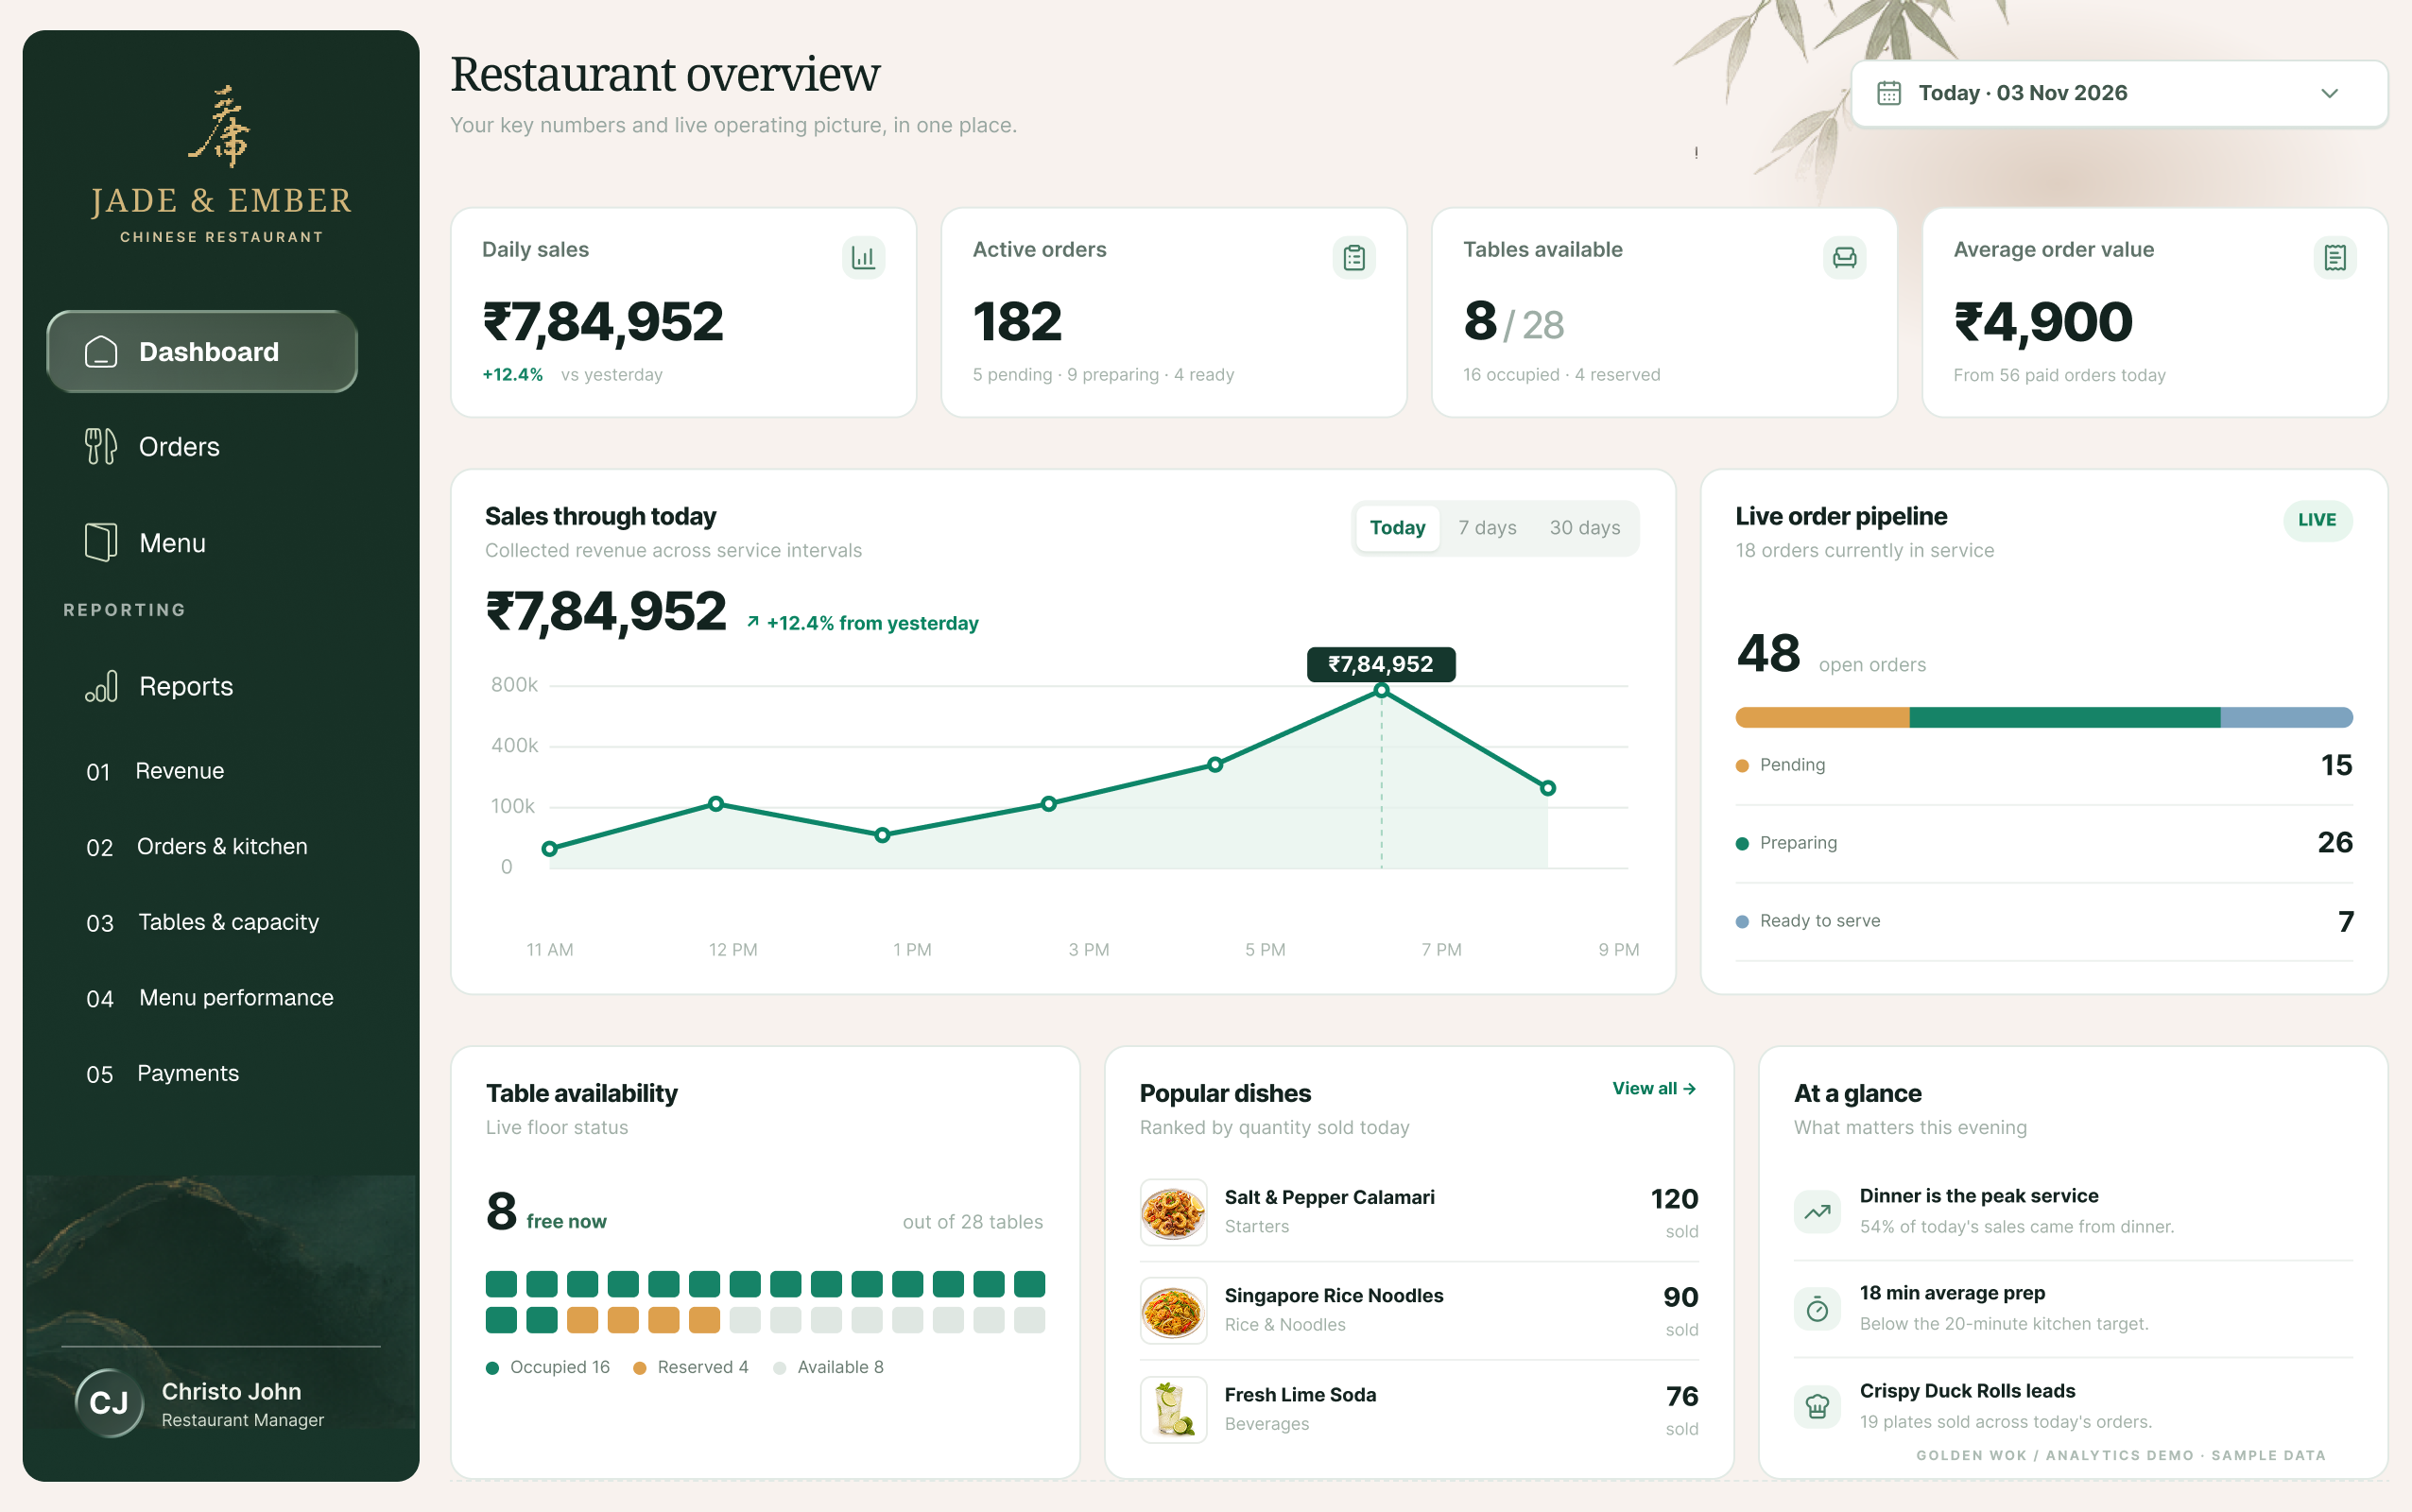 JADE & EMBER
CHINESE RESTAURANT
Dashboard
Orders
Menu
REPORTING
Reports
01 Revenue
02 Orders & kitchen
03 Tables & capacity
04 Menu performance
05 Payments
CJ
Christo John
Restaurant Manager
Restaurant overview
Your key numbers and live operating picture, in one place.
Today · 03 Nov 2026
!
Daily sales
₹7,84,952
+12.4% vs yesterday
Active orders
182
5 pending · 9 preparing · 4 ready
Tables available
8 / 28
16 occupied · 4 reserved
Average order value
₹4,900
From 56 paid orders today
Sales through today
Collected revenue across service intervals
Today 7 days 30 days
₹7,84,952 ↗ +12.4% from yesterday
₹7,84,952
800k
400k
100k
0
11 AM 12 PM 1 PM 3 PM 5 PM 7 PM 9 PM
Live order pipeline
LIVE
18 orders currently in service
48 open orders
Pending 15
Preparing 26
Ready to serve 7
Table availability
Live floor status
8 free now out of 28 tables
Occupied 16 Reserved 4 Available 8
Popular dishes
View all →
Ranked by quantity sold today
Salt & Pepper Calamari 120
Starters sold
Singapore Rice Noodles 90
Rice & Noodles sold
Fresh Lime Soda 76
Beverages sold
At a glance
What matters this evening
Dinner is the peak service
54% of today's sales came from dinner.
18 min average prep
Below the 20-minute kitchen target.
Crispy Duck Rolls leads
19 plates sold across today's orders.
GOLDEN WOK / ANALYTICS DEMO · SAMPLE DATA